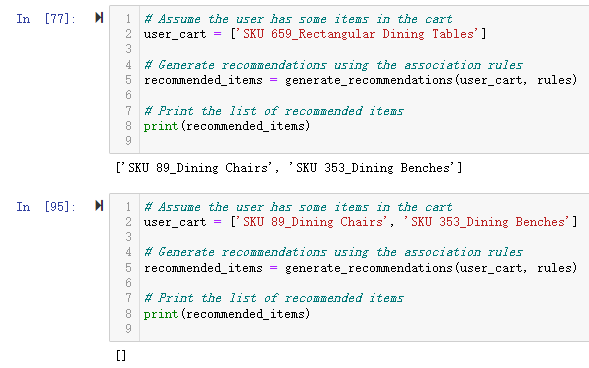 In [77]:
1 # Assume the user has some items in the cart
2 user_cart = ['SKU 659_Rectangular Dining Tables']
3
4 # Generate recommendations using the association rules
5 recommended_items = generate_recommendations(user_cart, rules)
6
7 # Print the list of recommended items
8 print(recommended_items)
9
['SKU 89_Dining Chairs', 'SKU 353_Dining Benches']
In [95]:
1 # Assume the user has some items in the cart
2 user_cart = ['SKU 89_Dining Chairs', 'SKU 353_Dining Benches']
3
4 # Generate recommendations using the association rules
5 recommended_items = generate_recommendations(user_cart, rules)
6
7 # Print the list of recommended items
8 print(recommended_items)
9
[]